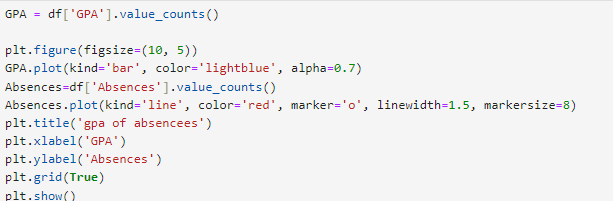 GPA = df['GPA'].value_counts()
plt.figure(figsize=(10, 5))
GPA.plot(kind='bar', color='lightblue', alpha=0.7)
Absences=df['Absences'].value_counts()
Absences.plot(kind='line', color='red', marker='o', linewidth=1.5, markersize=8)
plt.title('gpa of absencees')
plt.xlabel('GPA')
plt.ylabel('Absences')
plt.grid(True)
plt.show()